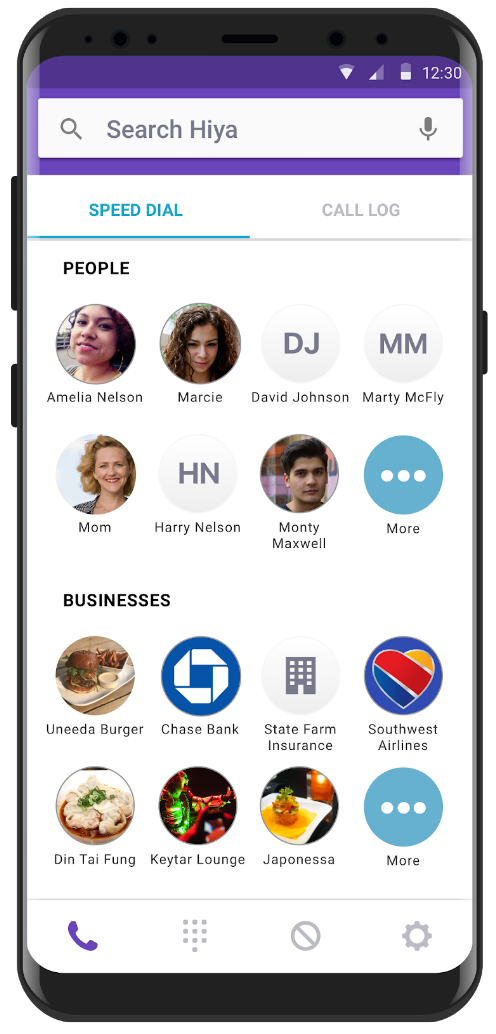 12:30
Search Hiya
SPEED DIAL CALL LOG
PEOPLE
DJ MM
Amelia Nelson Marcie David Johnson Marty McFly
HN
Mom Harry Nelson Monty More
Maxwell
BUSINESSES
Uneeda Burger Chase Bank State Farm Southwest
Insurance Airlines
Din Tai Fung Keytar Lounge Japonessa More